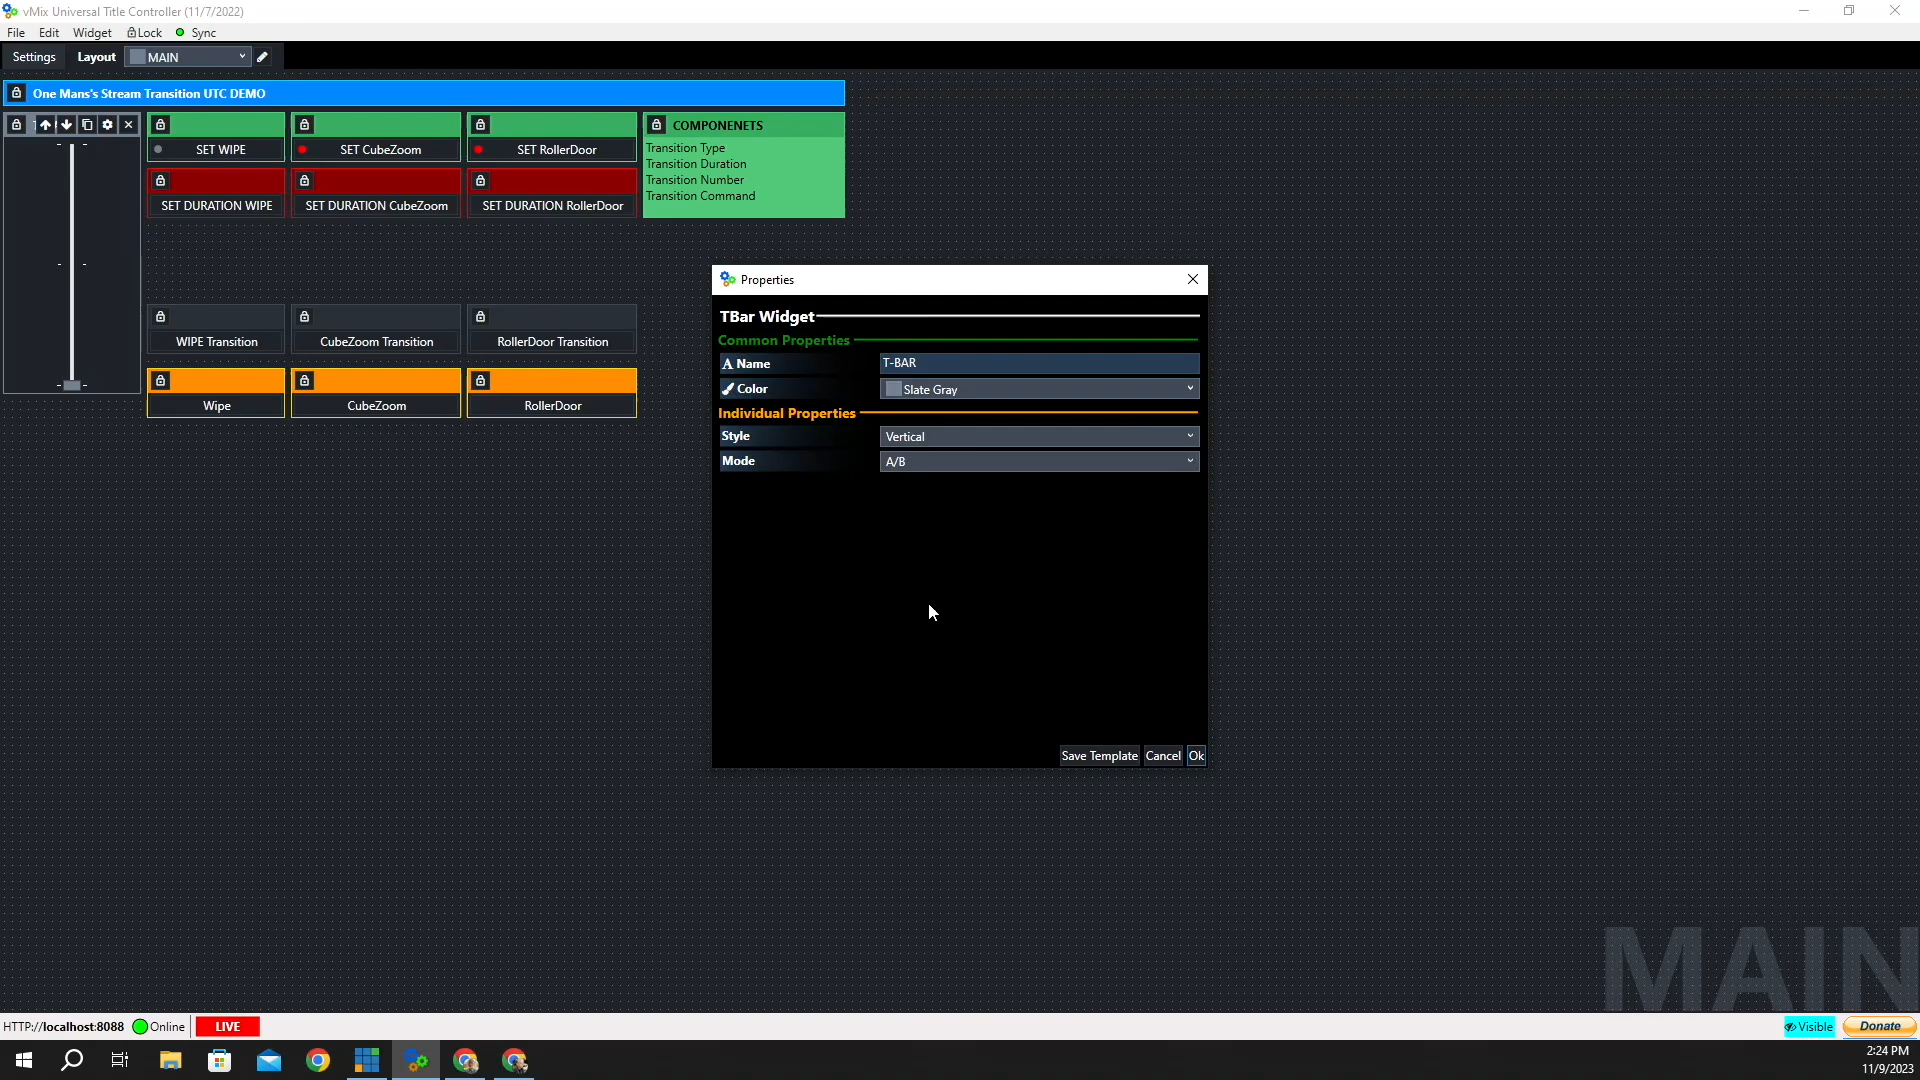 vMix Universal Title Controller (11/7/2022)
File Edit Widget Lock Sync
Settings Layout MAIN
One Mans's Stream Transition UTC DEMO
COMPONENETS
SET WIPE SET CubeZoom SET RollerDoor
Transition Type
Transition Duration
Transition Number
Transition Command
SET DURATION WIPE SET DURATION CubeZoom SET DURATION RollerDoor
WIPE Transition CubeZoom Transition RollerDoor Transition
Wipe CubeZoom RollerDoor
Properties
TBar Widget
Common Properties
A Name T-BAR
Color Slate Gray
Individual Properties
Style Vertical
Mode A/B
Save Template Cancel Ok
MAIN
HTTP://localhost:8088 Online LIVE Visible Donate
2:24 PM
11/9/2023